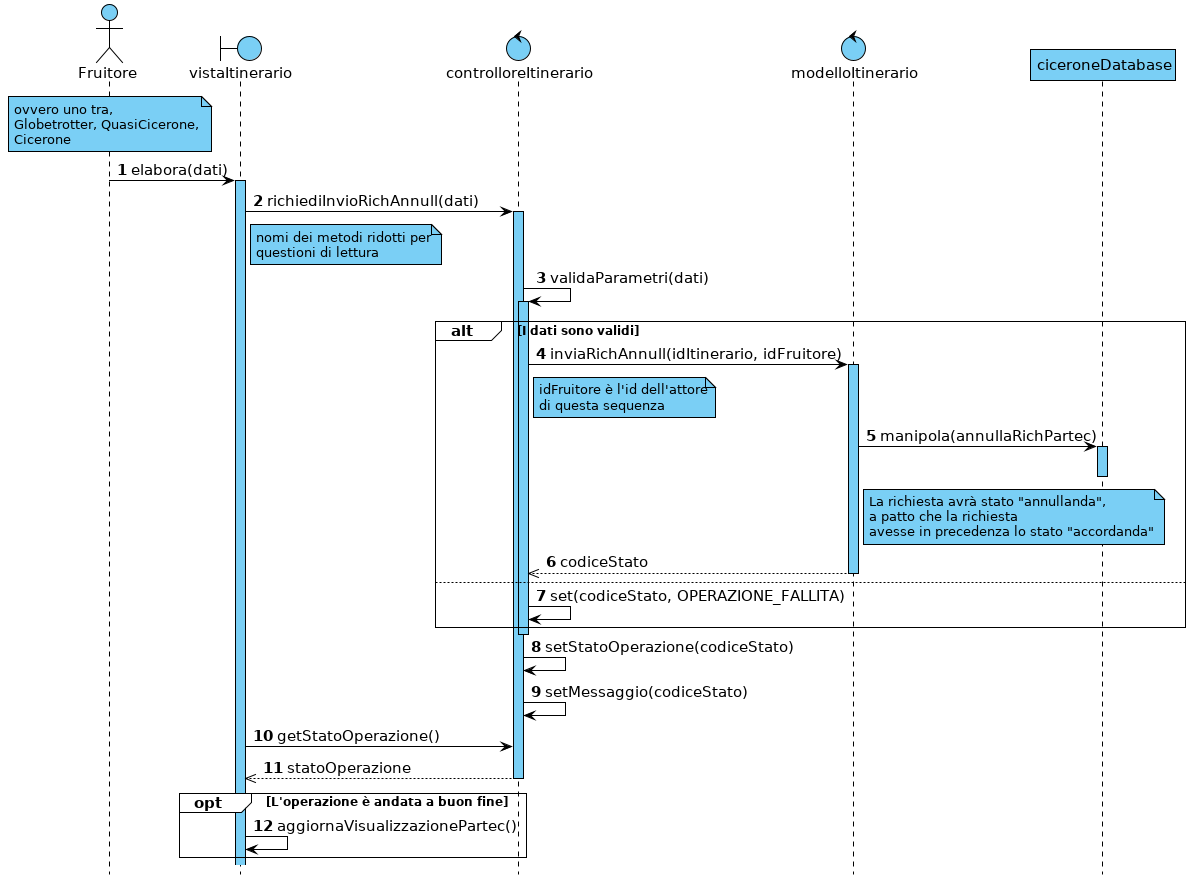 Fruitore
vistaItinerario
controlloreItinerario
modelloItinerario
ciceroneDatabase
ovvero uno tra,
Globetrotter, QuasiCicerone,
Cicerone
1 elabora(dati)
2 richiediInvioRichAnnull(dati)
nomi dei metodi ridotti per
questioni di lettura
3 validaParametri(dati)
alt [I dati sono validi]
4 inviaRichAnnull(idItinerario, idFruitore)
idFruitore è l'id dell'attore
di questa sequenza
5 manipola(annullaRichPartec)
La richiesta avrà stato "annullanda",
a patto che la richiesta
avesse in precedenza lo stato "accordanda"
6 codiceStato
7 set(codiceStato, OPERAZIONE_FALLITA)
8 setStatoOperazione(codiceStato)
9 setMessaggio(codiceStato)
10 getStatoOperazione()
11 statoOperazione
opt [L'operazione è andata a buon fine]
12 aggiornaVisualizzazionePartec()